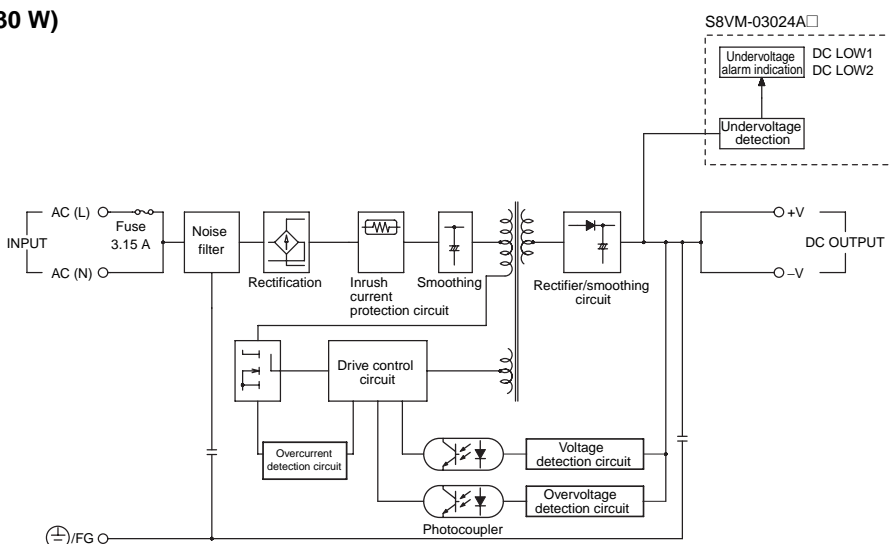 30 W)
S8VM-03024A□
Undervoltage
alarm indication
DC LOW1
DC LOW2
Undervoltage
detection
INPUT
AC (L)
Fuse
3.15 A
AC (N)
Noise
filter
Rectification
Inrush
current
protection circuit
Smoothing
Rectifier/smoothing
circuit
+V
DC OUTPUT
–V
Drive control
circuit
Overcurrent
detection circuit
Voltage
detection circuit
Overvoltage
detection circuit
Photocoupler
/FG